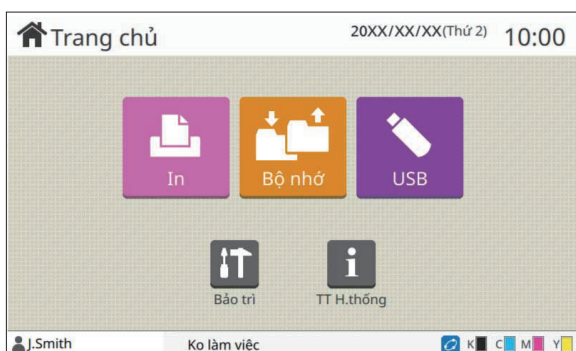 Trang chủ 20XX/XX/XX(Thứ 2) 10:00
In Bộ nhớ USB
Bảo trì TT H.thống
J.Smith Ko làm việc K C M Y